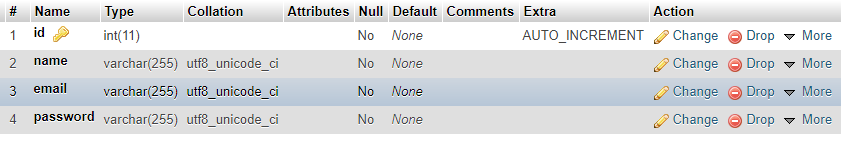 # Name Type Collation Attributes Null Default Comments Extra Action
1 id int(11) No None AUTO_INCREMENT Change Drop More
2 name varchar(255) utf8_unicode_ci No None Change Drop More
3 email varchar(255) utf8_unicode_ci No None Change Drop More
4 password varchar(255) utf8_unicode_ci No None Change Drop More